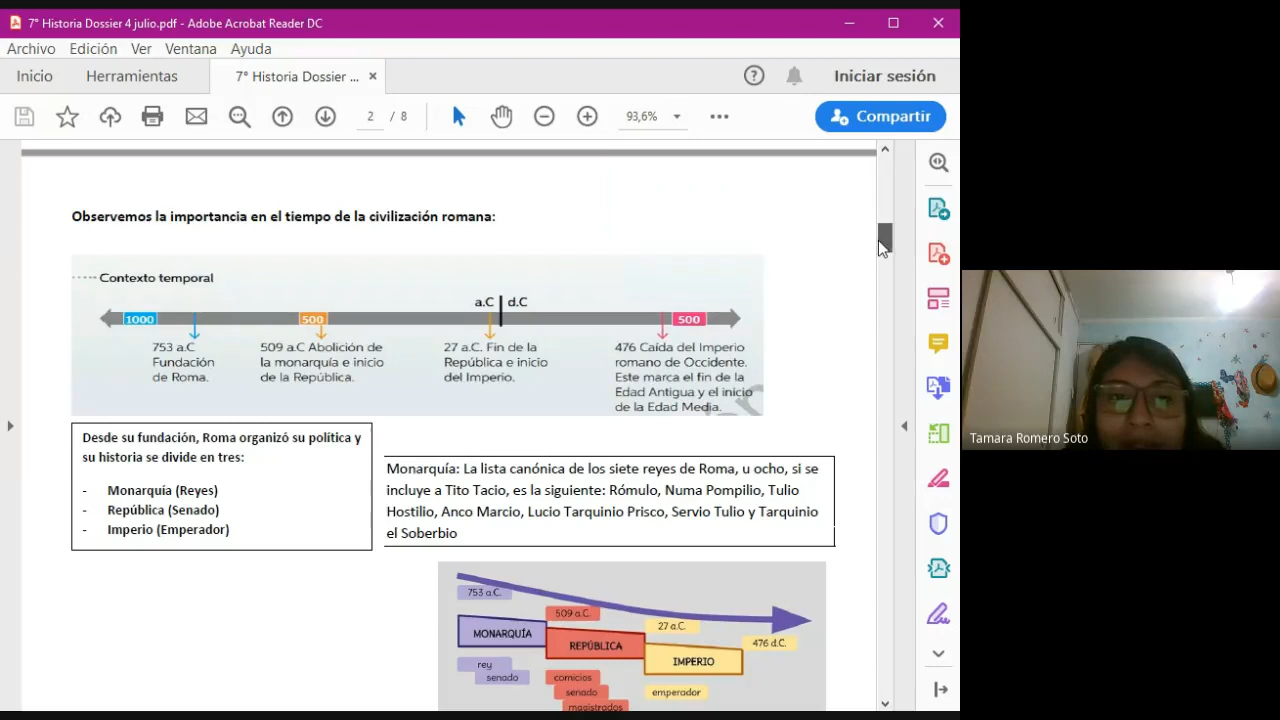 7° Historia Dossier 4 julio.pdf - Adobe Acrobat Reader DC
Archivo Edición Ver Ventana Ayuda
Inicio Herramientas 7° Historia Dossier ... × Iniciar sesión
2 / 8 93,6% Compartir
Observemos la importancia en el tiempo de la civilización romana:
Contexto temporal
a.C d.C
1000 500 500
753 a.C
Fundación
de Roma.
509 a.C Abolición de
la monarquía e inicio
de la República.
27 a.C. Fin de la
República e inicio
del Imperio.
476 Caída del Imperio
romano de Occidente.
Este marca el fin de la
Edad Antigua y el inicio
de la Edad Media.
Desde su fundación, Roma organizó su política y
su historia se divide en tres:
- Monarquía (Reyes)
- República (Senado)
- Imperio (Emperador)
Monarquía: La lista canónica de los siete reyes de Roma, u ocho, si se
incluye a Tito Tacio, es la siguiente: Rómulo, Numa Pompilio, Tulio
Hostilio, Anco Marcio, Lucio Tarquinio Prisco, Servio Tulio y Tarquinio
el Soberbio
753 a.C.
509 a.C.
27 a.C.
476 d.C.
MONARQUÍA
REPÚBLICA
IMPERIO
rey
senado
comicios
senado
magistrados
emperador
Tamara Romero Soto